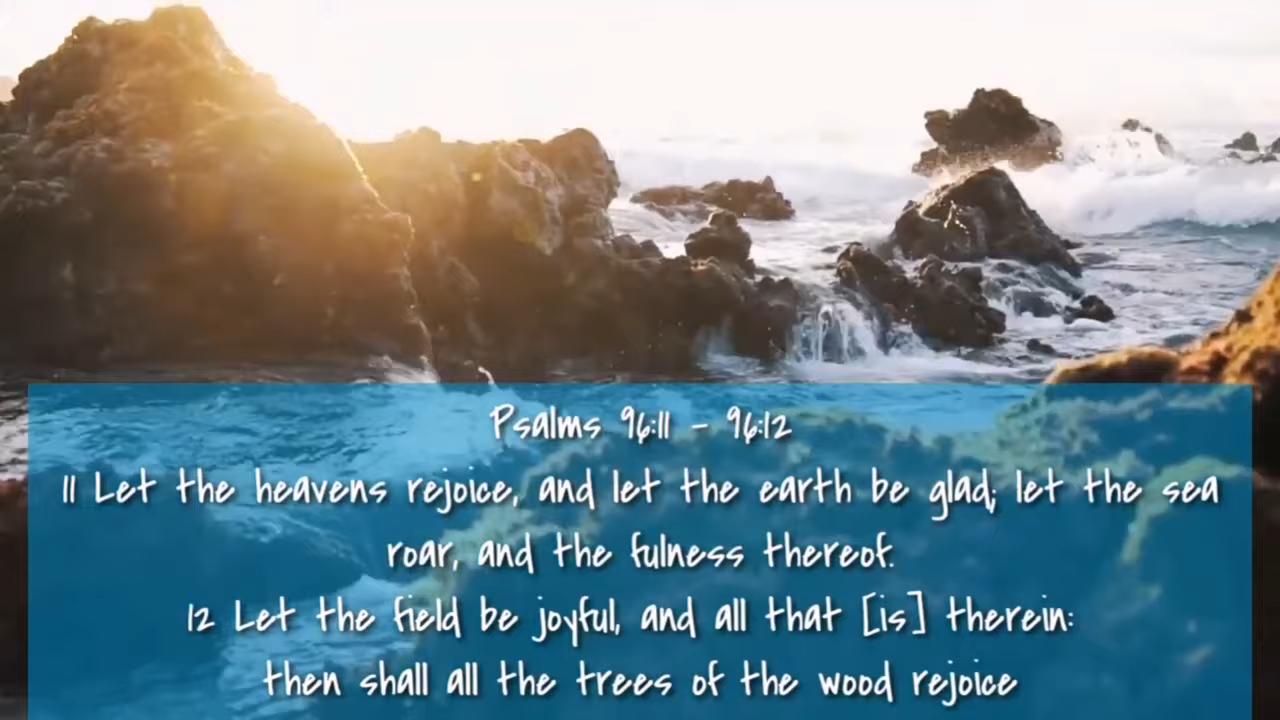 Psalms 96:11 - 96:12
11 Let the heavens rejoice, and let the earth be glad; let the sea
roar, and the fulness thereof.
12 Let the field be joyful, and all that [is] therein:
then shall all the trees of the wood rejoice